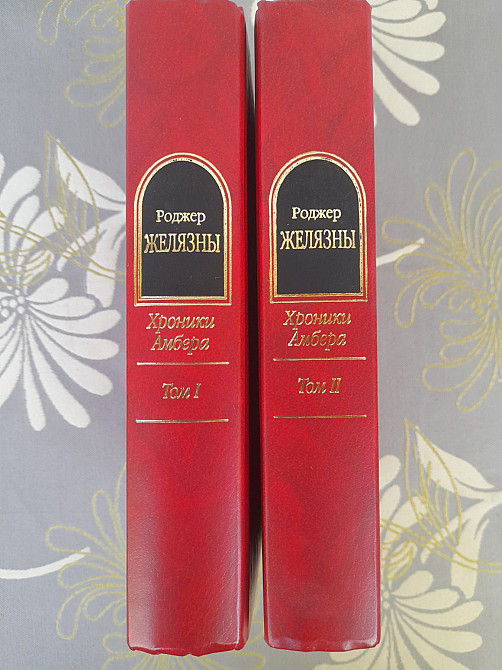 Роджер
ЖЕЛЯЗНЫ
Хроники
Амбера
Том I
Роджер
ЖЕЛЯЗНЫ
Хроники
Амбера
Том II